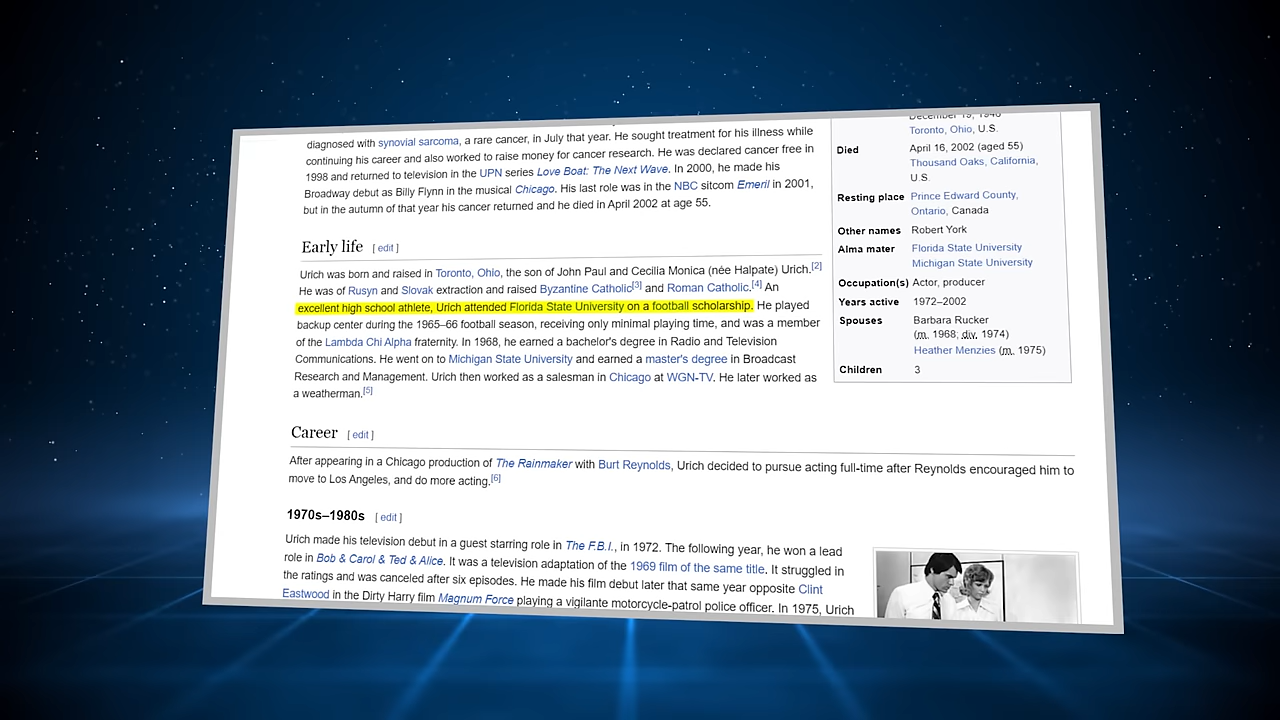 diagnosed with synovial sarcoma, a rare cancer, in July that year. He sought treatment for his illness while
continuing his career and also worked to raise money for cancer research. He was declared cancer free in
1998 and returned to television in the UPN series Love Boat: The Next Wave. In 2000, he made his
Broadway debut as Billy Flynn in the musical Chicago. His last role was in the NBC sitcom Emeril in 2001,
but in the autumn of that year his cancer returned and he died in April 2002 at age 55.
Early life [ edit ]
Urich was born and raised in Toronto, Ohio, the son of John Paul and Cecilia Monica (née Halpate) Urich.[2]
He was of Rusyn and Slovak extraction and raised Byzantine Catholic[3] and Roman Catholic.[4] An
excellent high school athlete, Urich attended Florida State University on a football scholarship. He played
backup center during the 1965–66 football season, receiving only minimal playing time, and was a member
of the Lambda Chi Alpha fraternity. In 1968, he earned a bachelor's degree in Radio and Television
Communications. He went on to Michigan State University and earned a master's degree in Broadcast
Research and Management. Urich then worked as a salesman in Chicago at WGN-TV. He later worked as
a weatherman.[5]
Career [ edit ]
After appearing in a Chicago production of The Rainmaker with Burt Reynolds, Urich decided to pursue acting full-time after Reynolds encouraged him to
move to Los Angeles, and do more acting.[6]
1970s–1980s [ edit ]
Urich made his television debut in a guest starring role in The F.B.I., in 1972. The following year, he won a lead
role in Bob & Carol & Ted & Alice. It was a television adaptation of the 1969 film of the same title. It struggled in
the ratings and was canceled after six episodes. He made his film debut later that same year opposite Clint
Eastwood in the Dirty Harry film Magnum Force playing a vigilante motorcycle-patrol police officer. In 1975, Urich
December 19, 1946
Toronto, Ohio, U.S.
Died April 16, 2002 (aged 55)
Thousand Oaks, California,
U.S.
Resting place Prince Edward County,
Ontario, Canada
Other names Robert York
Alma mater Florida State University
Michigan State University
Occupation(s) Actor, producer
Years active 1972–2002
Spouses Barbara Rucker
(m. 1968; div. 1974)
Heather Menzies (m. 1975)
Children 3